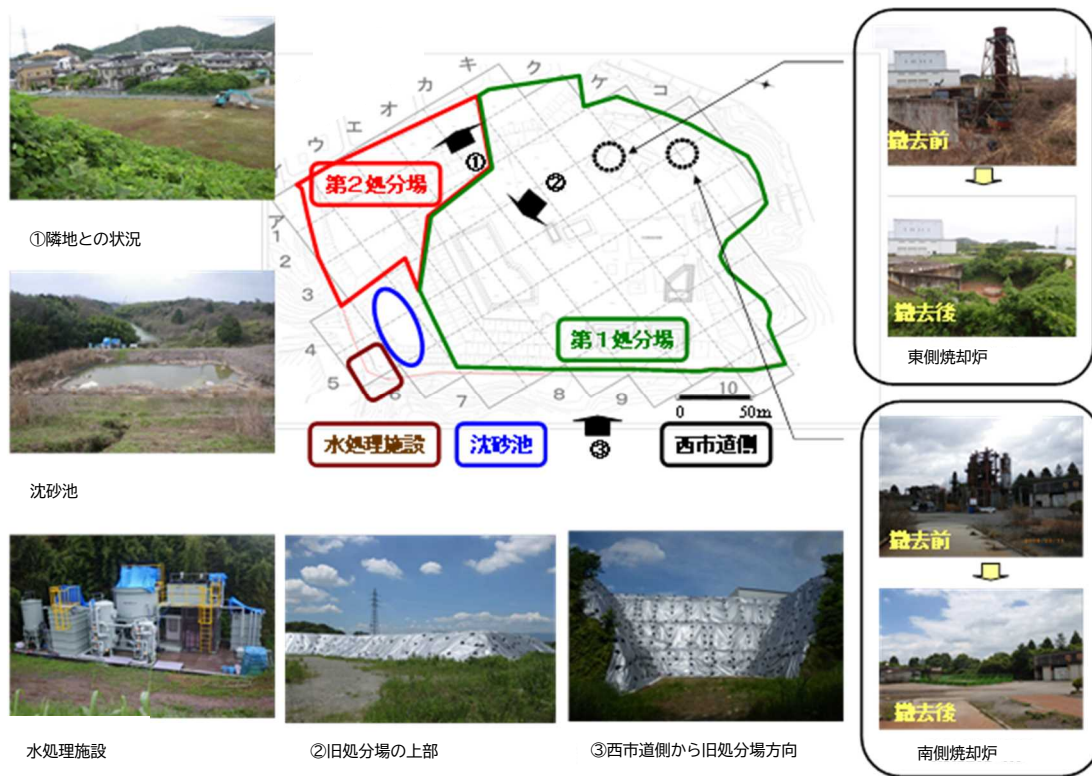 ①隣地との状況
沈砂池
水処理施設
②旧処分場の上部
③西市道側から旧処分場方向
キ
ク
ケ
コ
カ
オ
エ
ウ
イ
ア
1
2
3
4
5
6
7
8
9
10
第2処分場
①
②
第1処分場
0 50m
水処理施設
沈砂池
③
西市道側
撤去前
撤去後
東側焼却炉
撤去前
撤去後
南側焼却炉